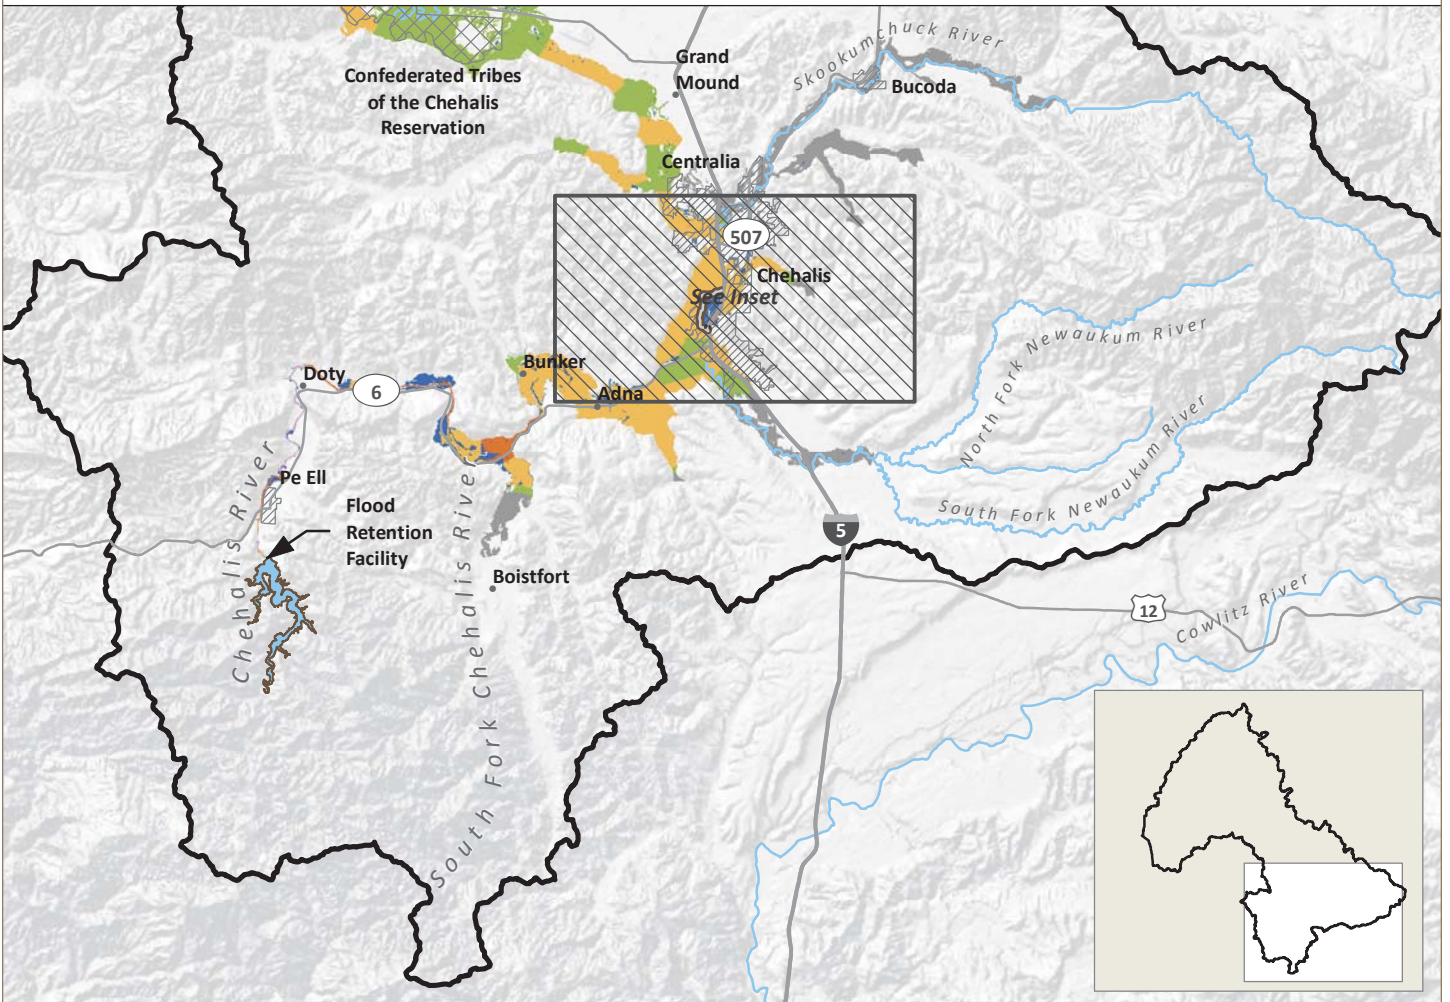 Skookumchuck River
Grand
Mound
Bucoda
Confederated Tribes
of the Chehalis
Reservation
Centralia
507
Chehalis
See Inset
North Fork Newaukum River
Bunker
Doty
6
Adna
South Fork Newaukum River
Pe Ell
Flood
Retention
Facility
5
Chehalis River
South Fork Chehalis River
Boistfort
12
Cowlitz River